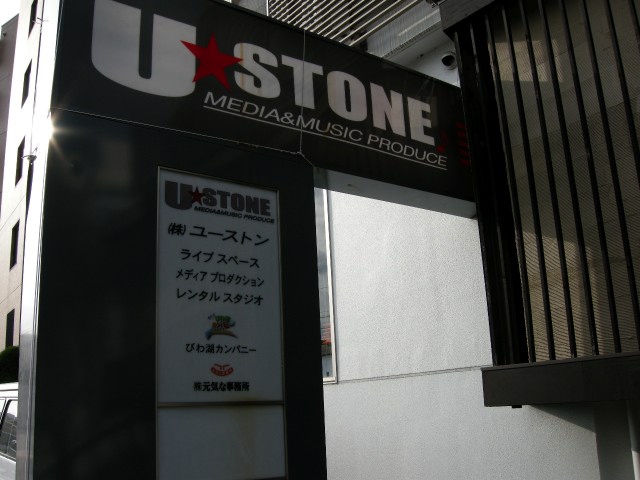 U★STONE
MEDIA&MUSIC PRODUCE
U★STONE
MEDIA&MUSIC PRODUCE
㈱ ユーストン
ライブ スペース
メディア プロダクション
レンタル スタジオ
びわ湖カンパニー
㈱元気な事務所